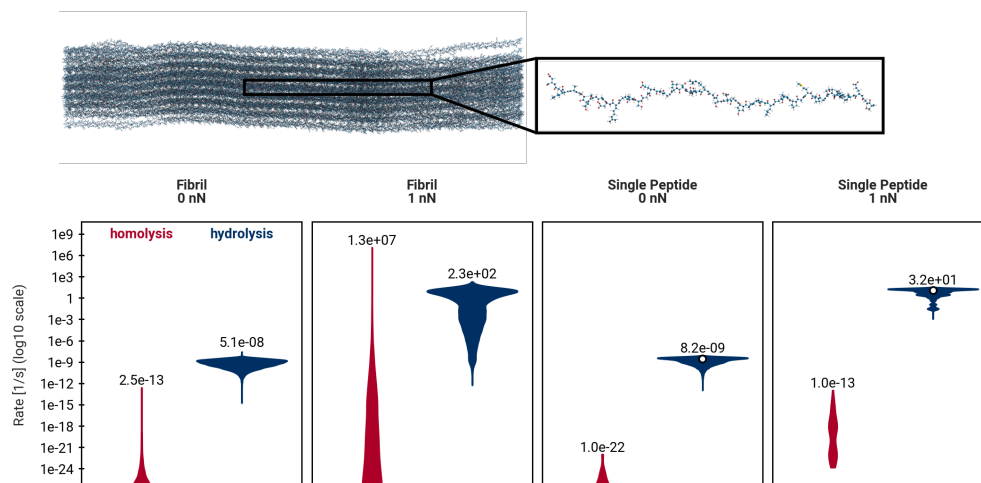 Fibril
0 nN
Fibril
1 nN
Single Peptide
0 nN
Single Peptide
1 nN
Rate [1/s] (log10 scale)
1e9
1e6
1e3
1
1e-3
1e-6
1e-9
1e-12
1e-15
1e-18
1e-21
1e-24
homolysis
hydrolysis
2.5e-13
5.1e-08
1.3e+07
2.3e+02
1.0e-22
8.2e-09
1.0e-13
3.2e+01